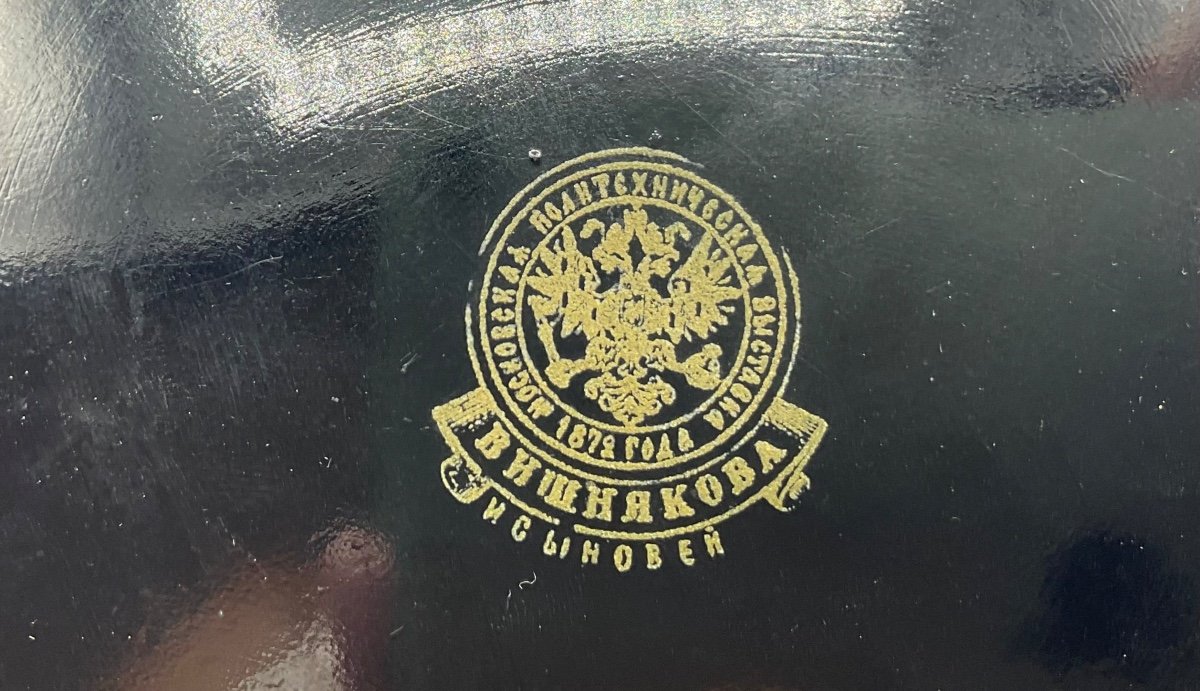 МОСКОВСКАЯ ПОЛИТЕХНИЧЕСКАЯ ВЫСТАВКА
1872 ГОДА
ВИШНЯКОВА
И СЫНОВЕЙ